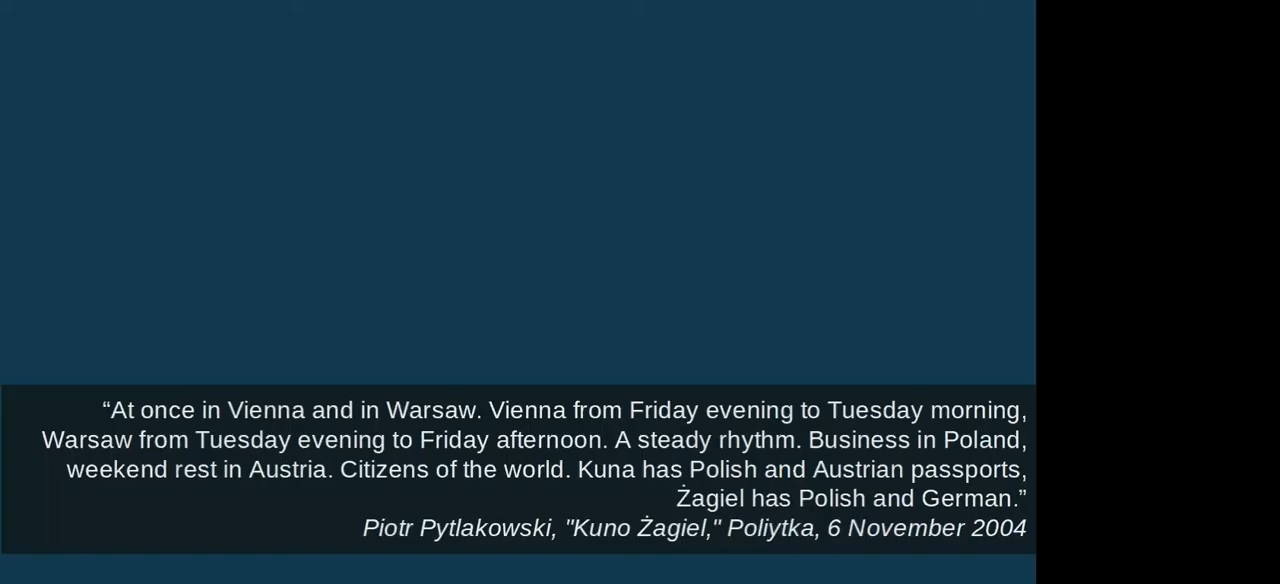 “At once in Vienna and in Warsaw. Vienna from Friday evening to Tuesday morning,
Warsaw from Tuesday evening to Friday afternoon. A steady rhythm. Business in Poland,
weekend rest in Austria. Citizens of the world. Kuna has Polish and Austrian passports,
Żagiel has Polish and German.”
Piotr Pytlakowski, "Kuno Żagiel," Poliytka, 6 November 2004